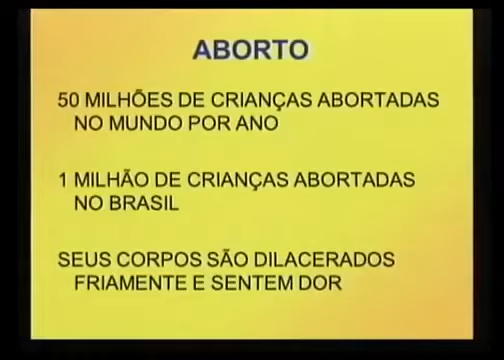 ABORTO
50 MILHÕES DE CRIANÇAS ABORTADAS
NO MUNDO POR ANO
1 MILHÃO DE CRIANÇAS ABORTADAS
NO BRASIL
SEUS CORPOS SÃO DILACERADOS
FRIAMENTE E SENTEM DOR